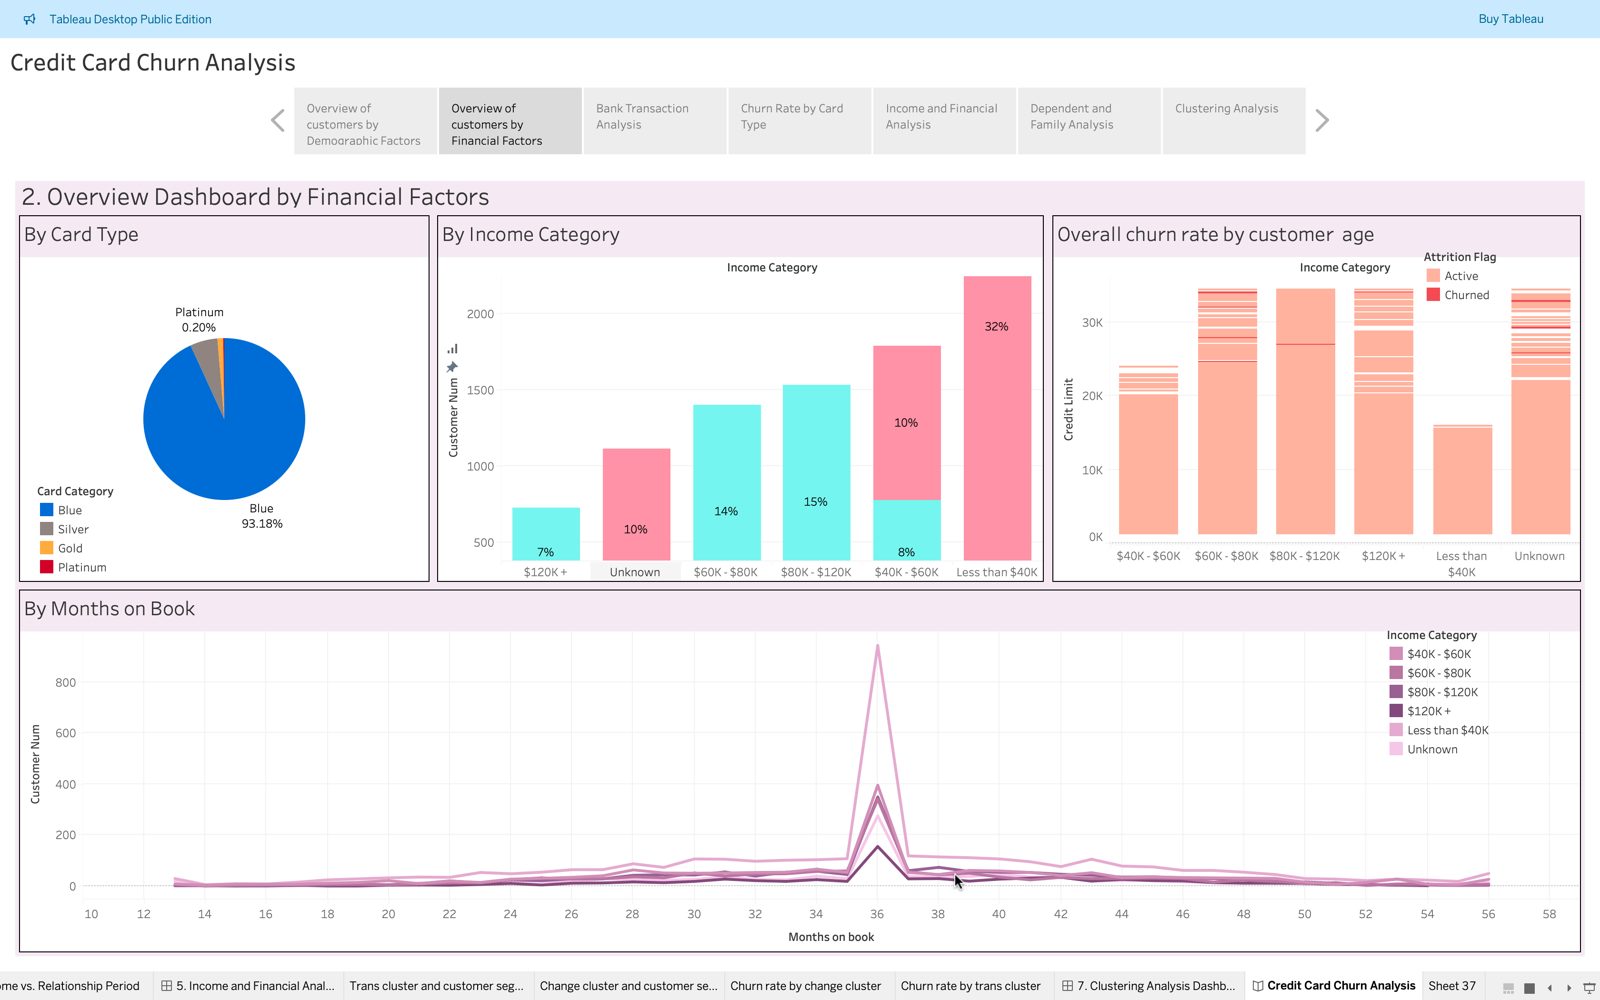 Tableau Desktop Public Edition
Buy Tableau
Credit Card Churn Analysis
Overview of
customers by
Demographic Factors
Overview of
customers by
Financial Factors
Bank Transaction
Analysis
Churn Rate by Card
Type
Income and Financial
Analysis
Dependent and
Family Analysis
Clustering Analysis
2. Overview Dashboard by Financial Factors
By Card Type
Platinum
0.20%
Blue
93.18%
Card Category
Blue
Silver
Gold
Platinum
By Income Category
Income Category
Customer Num
2000
1500
1000
500
7%
10%
14%
15%
10%
8%
32%
$120K +
Unknown
$60K - $80K
$80K - $120K
$40K - $60K
Less than $40K
Overall churn rate by customer age
Income Category
Attrition Flag
Active
Churned
Credit Limit
30K
20K
10K
0K
$40K - $60K
$60K - $80K
$80K - $120K
$120K +
Less than
$40K
Unknown
By Months on Book
Income Category
$40K - $60K
$60K - $80K
$80K - $120K
$120K +
Less than $40K
Unknown
Customer Num
800
600
400
200
0
10 12 14 16 18 20 22 24 26 28 30 32 34 36 38 40 42 44 46 48 50 52 54 56 58
Months on book
me vs. Relationship Period
5. Income and Financial Anal...
Trans cluster and customer seg...
Change cluster and customer se...
Churn rate by change cluster
Churn rate by trans cluster
7. Clustering Analysis Dashb...
Credit Card Churn Analysis
Sheet 37